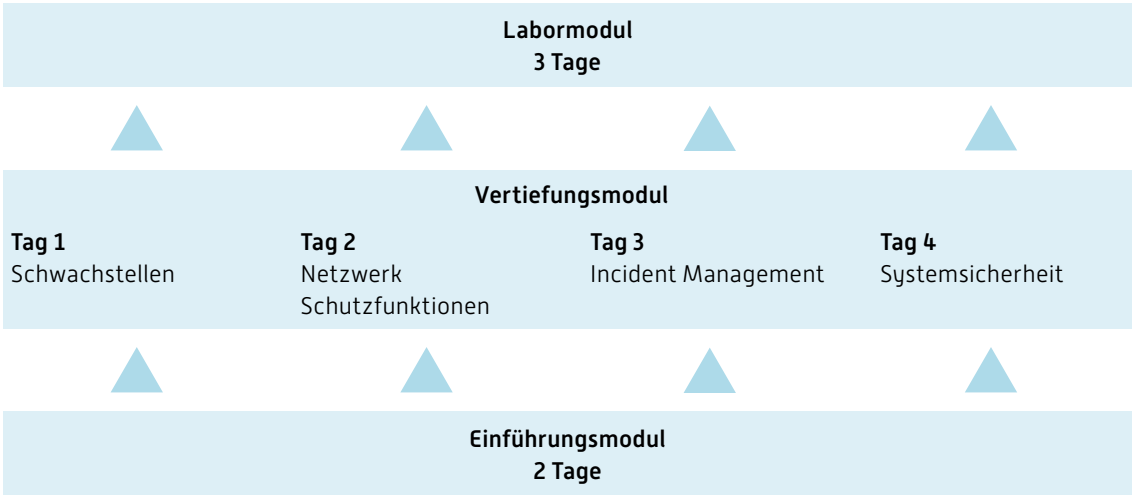 Labormodul
3 Tage
Vertiefungsmodul
Tag 1
Schwachstellen
Tag 2
Netzwerk
Schutzfunktionen
Tag 3
Incident Management
Tag 4
Systemsicherheit
Einführungsmodul
2 Tage